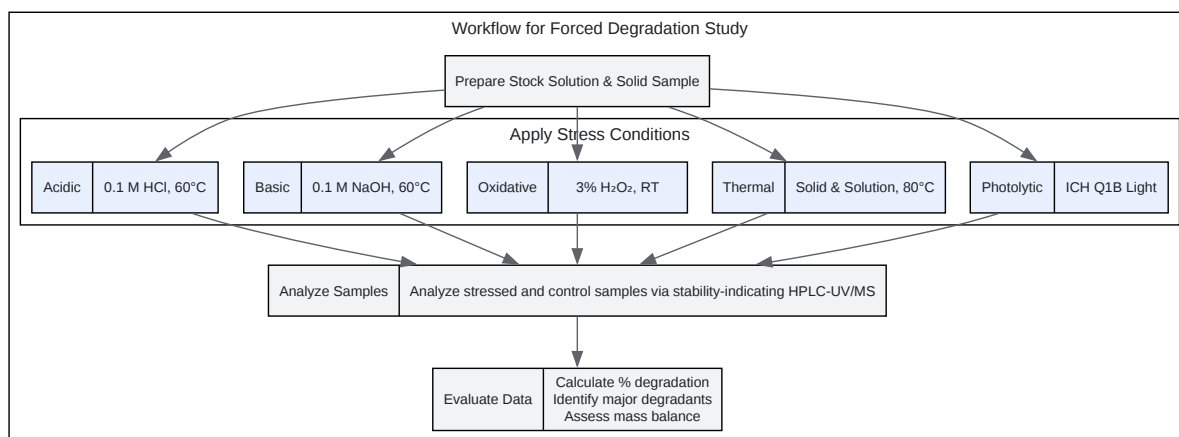 Workflow for Forced Degradation Study
Prepare Stock Solution & Solid Sample
Apply Stress Conditions
Acidic
0.1 M HCl, 60°C
Basic
0.1 M NaOH, 60°C
Oxidative
3% H₂O₂, RT
Thermal
Solid & Solution, 80°C
Photolytic
ICH Q1B Light
Analyze Samples
Analyze stressed and control samples via stability-indicating HPLC-UV/MS
Evaluate Data
Calculate % degradation
Identify major degradants
Assess mass balance